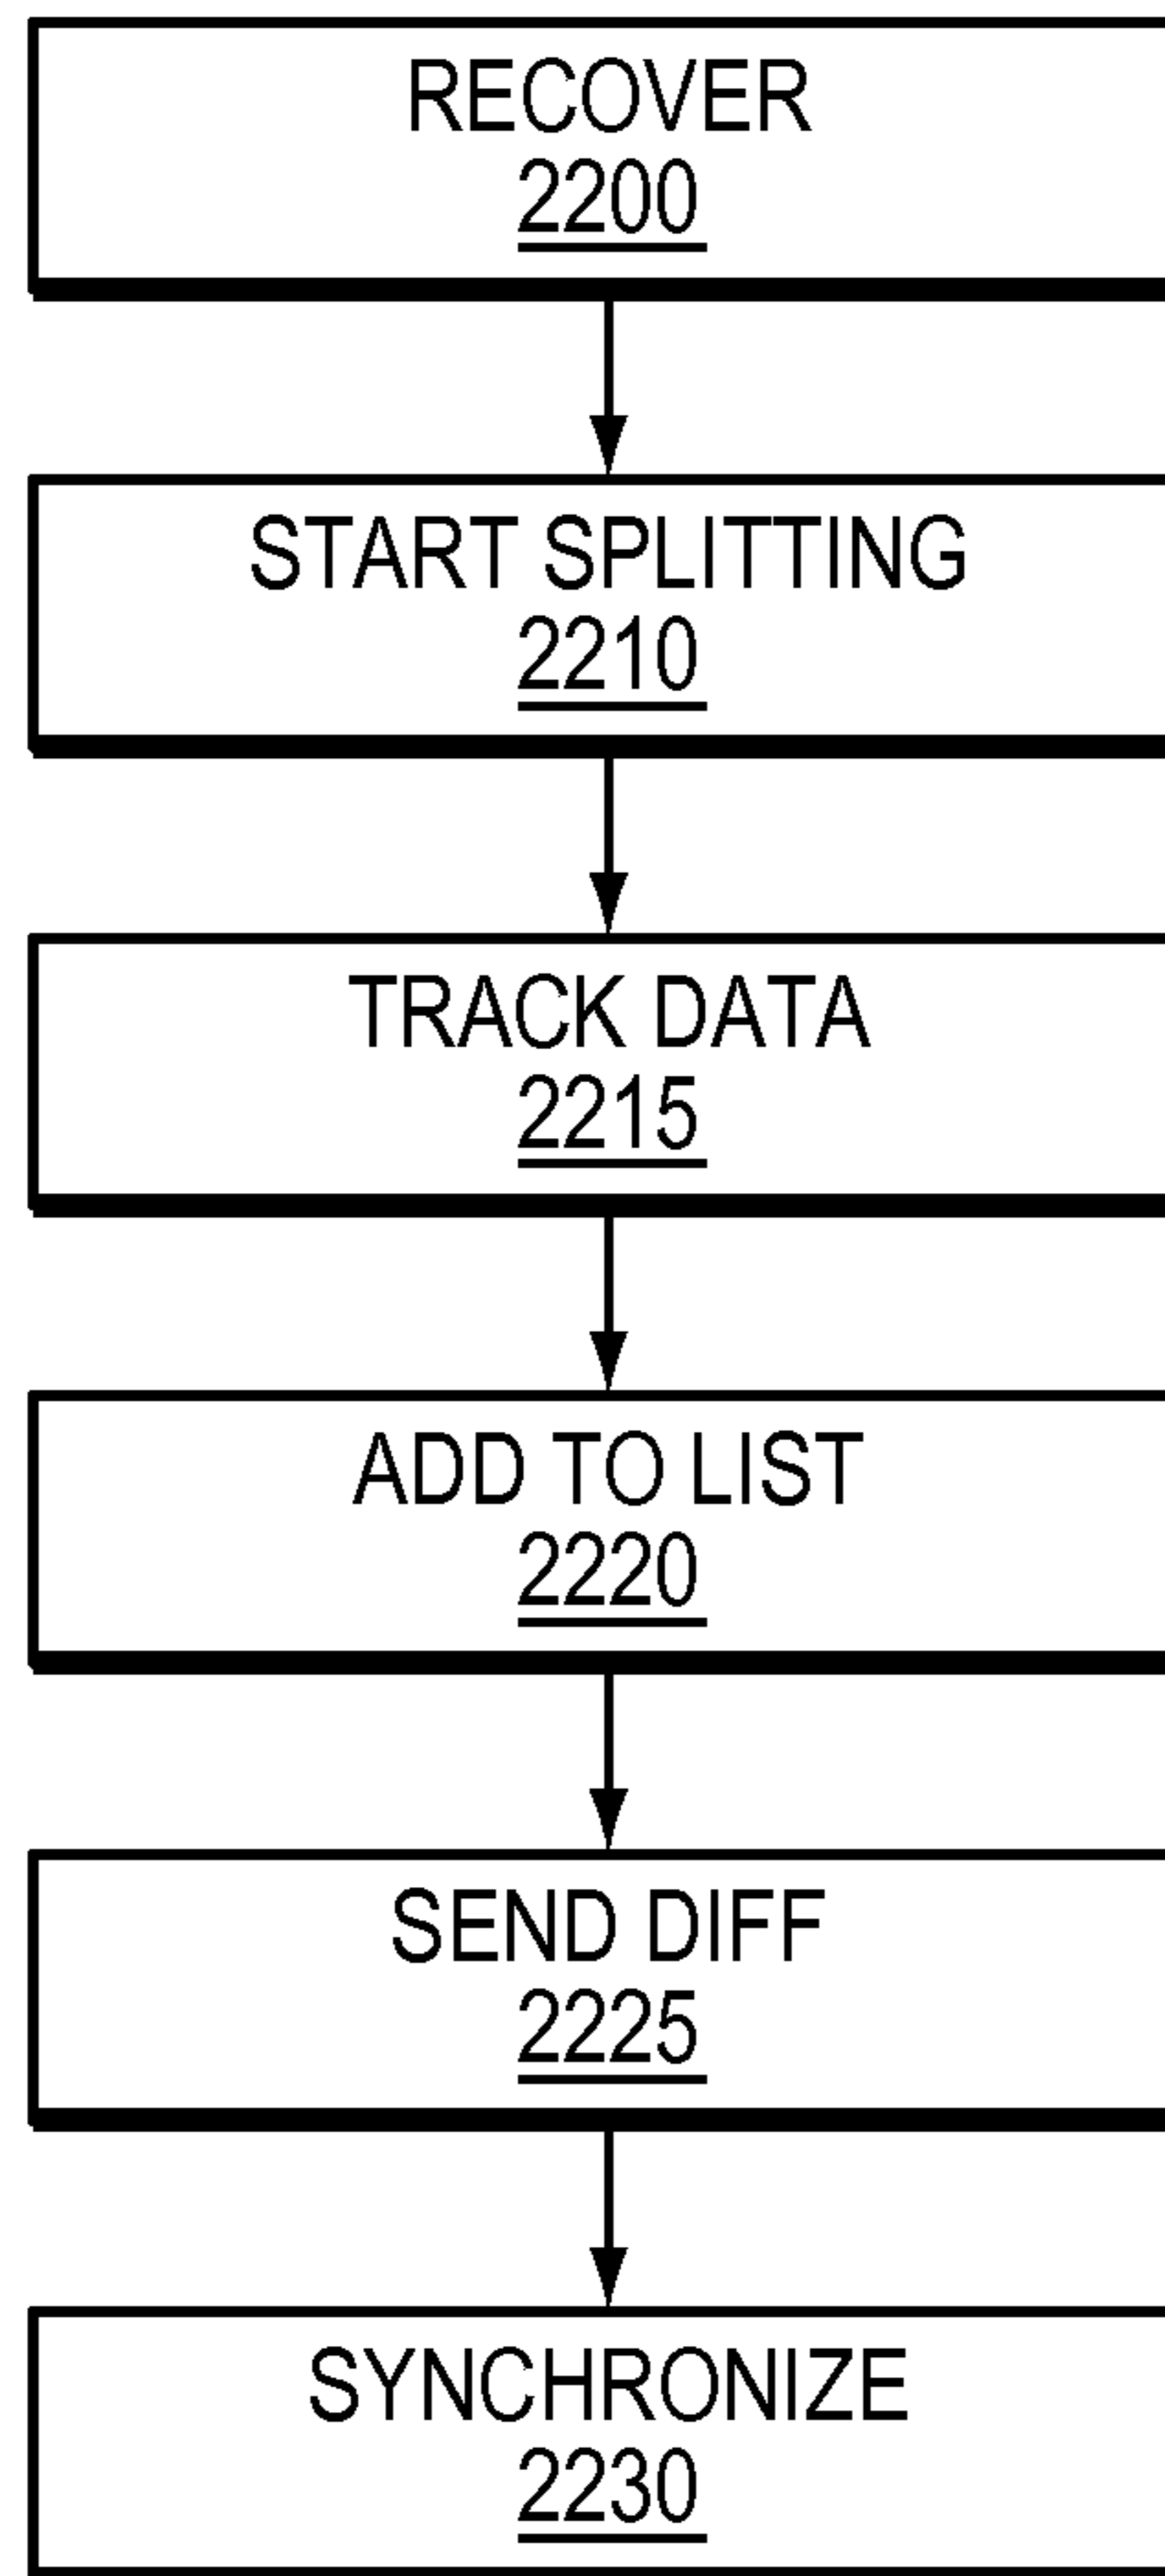 RECOVER
2200
START SPLITTING
2210
TRACK DATA
2215
ADD TO LIST
2220
SEND DIFF
2225
SYNCHRONIZE
2230